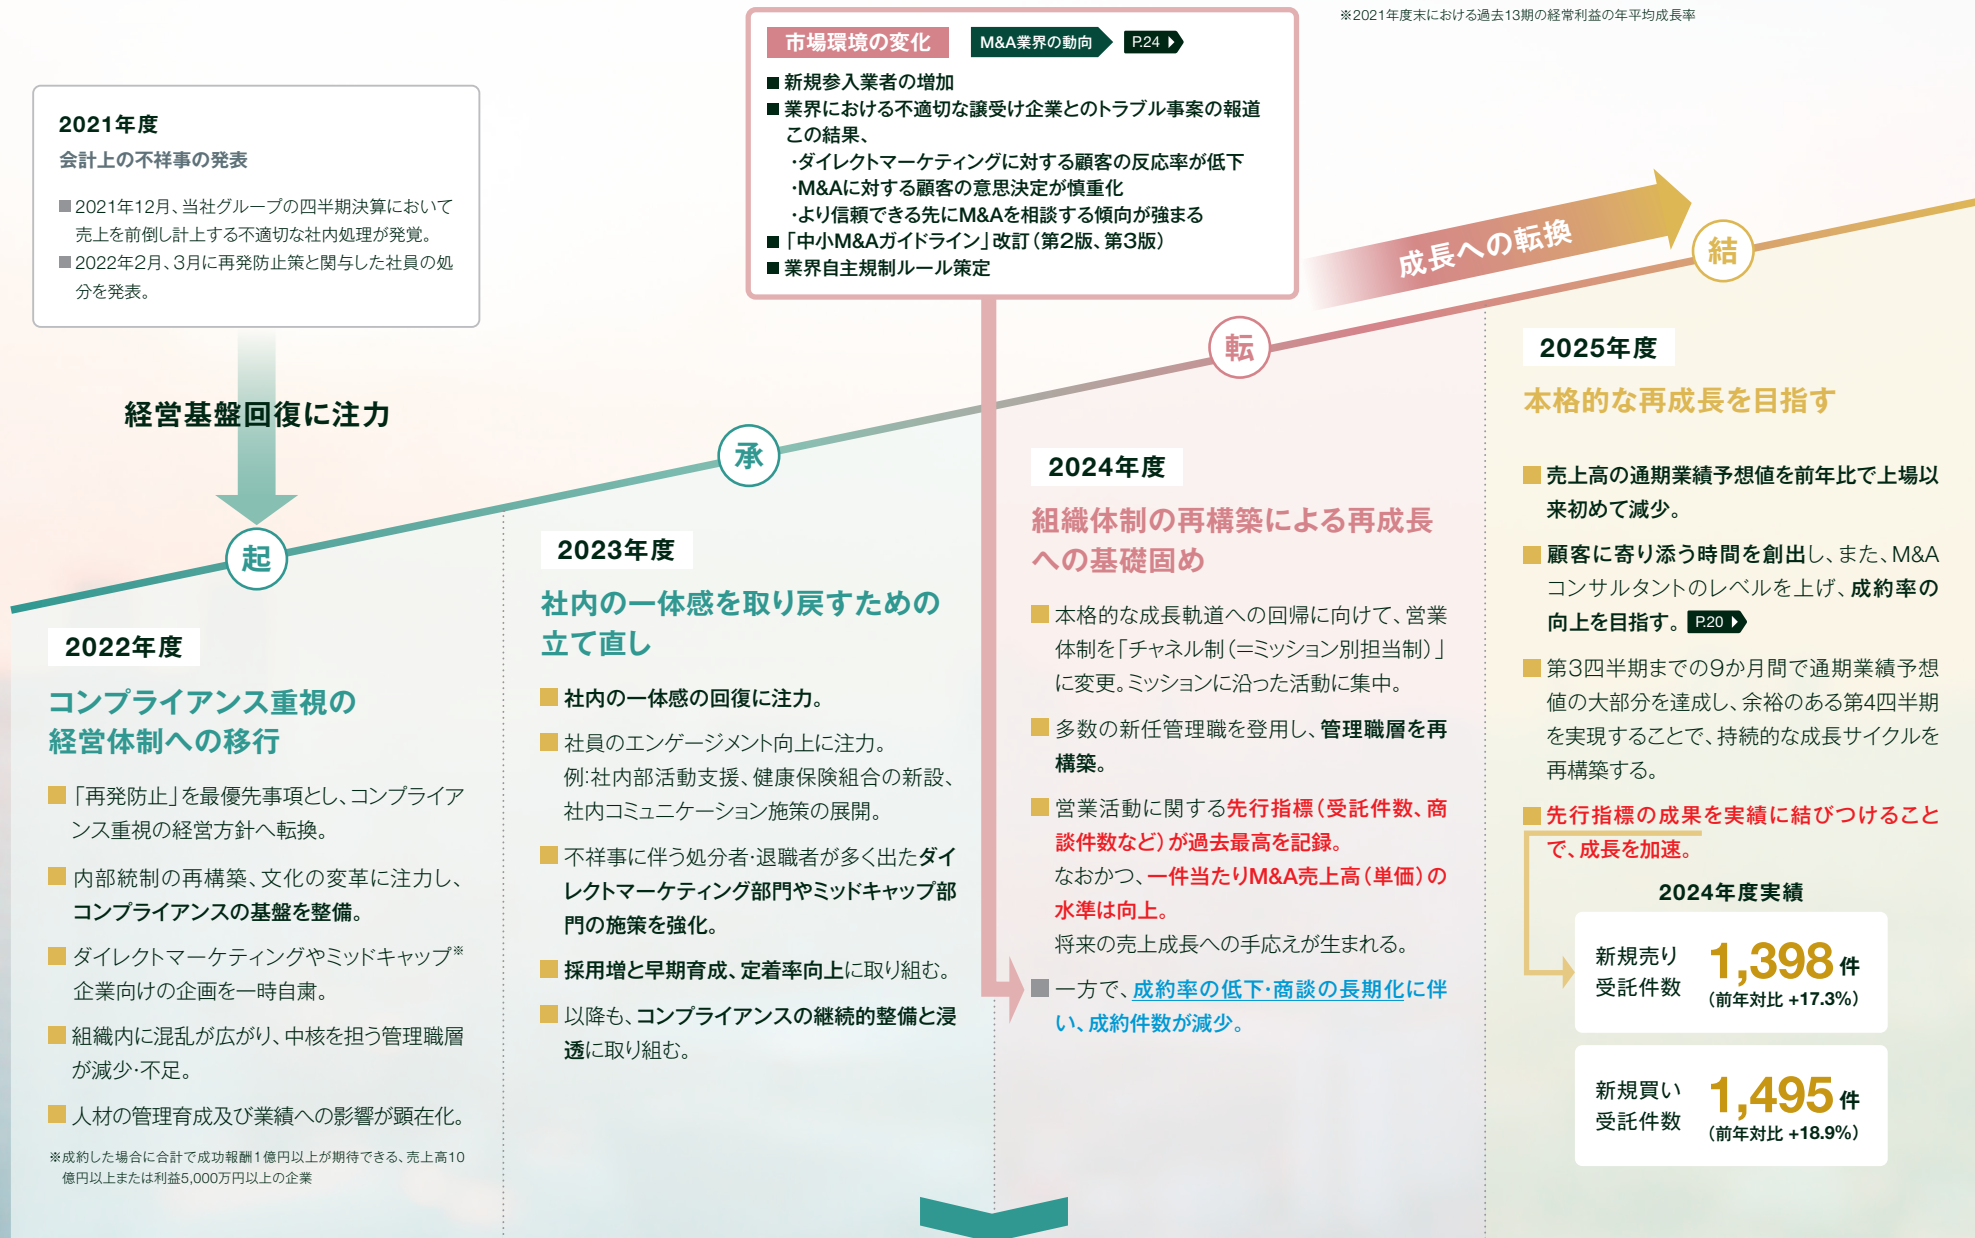 ※2021年度末における過去13期の経常利益の年平均成長率
市場環境の変化
M&A業界の動向
P.24
■新規参入業者の増加
■業界における不適切な譲受け企業とのトラブル事案の報道
この結果、
・ダイレクトマーケティングに対する顧客の反応率が低下
・M&Aに対する顧客の意思決定が慎重化
・より信頼できる先にM&Aを相談する傾向が強まる
■「中小M&Aガイドライン」改訂（第2版、第3版）
■業界自主規制ルール策定
2021年度
会計上の不祥事の発表
■2021年12月、当社グループの四半期決算において
売上を前倒し計上する不適切な社内処理が発覚。
■2022年2月、3月に再発防止策と関与した社員の処
分を発表。
経営基盤回復に注力
起
承
転
成長への転換
結
2022年度
コンプライアンス重視の
経営体制への移行
■「再発防止」を最優先事項とし、コンプライア
ンス重視の経営方針へ転換。
■内部統制の再構築、文化の変革に注力し、
コンプライアンスの基盤を整備。
■ダイレクトマーケティングやミッドキャップ※
企業向けの企画を一時自粛。
■組織内に混乱が広がり、中核を担う管理職層
が減少・不足。
■人材の管理育成及び業績への影響が顕在化。
※成約した場合に合計で成功報酬1億円以上が期待できる、売上高10
億円以上または利益5,000万円以上の企業
2023年度
社内の一体感を取り戻すための
立て直し
■社内の一体感の回復に注力。
■社員のエンゲージメント向上に注力。
例:社内部活動支援、健康保険組合の新設、
社内コミュニケーション施策の展開。
■不祥事に伴う処分者・退職者が多く出たダイ
レクトマーケティング部門やミッドキャップ部
門の施策を強化。
■採用増と早期育成、定着率向上に取り組む。
■以降も、コンプライアンスの継続的整備と浸
透に取り組む。
2024年度
組織体制の再構築による再成長
への基礎固め
■本格的な成長軌道への回帰に向けて、営業
体制を「チャネル制（＝ミッション別担当制）」
に変更。ミッションに沿った活動に集中。
■多数の新任管理職を登用し、管理職層を再
構築。
■営業活動に関する先行指標（受託件数、商
談件数など）が過去最高を記録。
なおかつ、一件当たりM&A売上高（単価）の
水準は向上。
将来の売上成長への手応えが生まれる。
■一方で、成約率の低下・商談の長期化に伴
い、成約件数が減少。
2025年度
本格的な再成長を目指す
■売上高の通期業績予想値を前年比で上場以
来初めて減少。
■顧客に寄り添う時間を創出し、また、M&A
コンサルタントのレベルを上げ、成約率の
向上を目指す。 P.20
■第3四半期までの9か月間で通期業績予想
値の大部分を達成し、余裕のある第4四半期
を実現することで、持続的な成長サイクルを
再構築する。
■先行指標の成果を実績に結びつけること
で、成長を加速。
2024年度実績
新規売り
受託件数
1,398件
（前年対比 +17.3%）
新規買い
受託件数
1,495件
（前年対比 +18.9%）